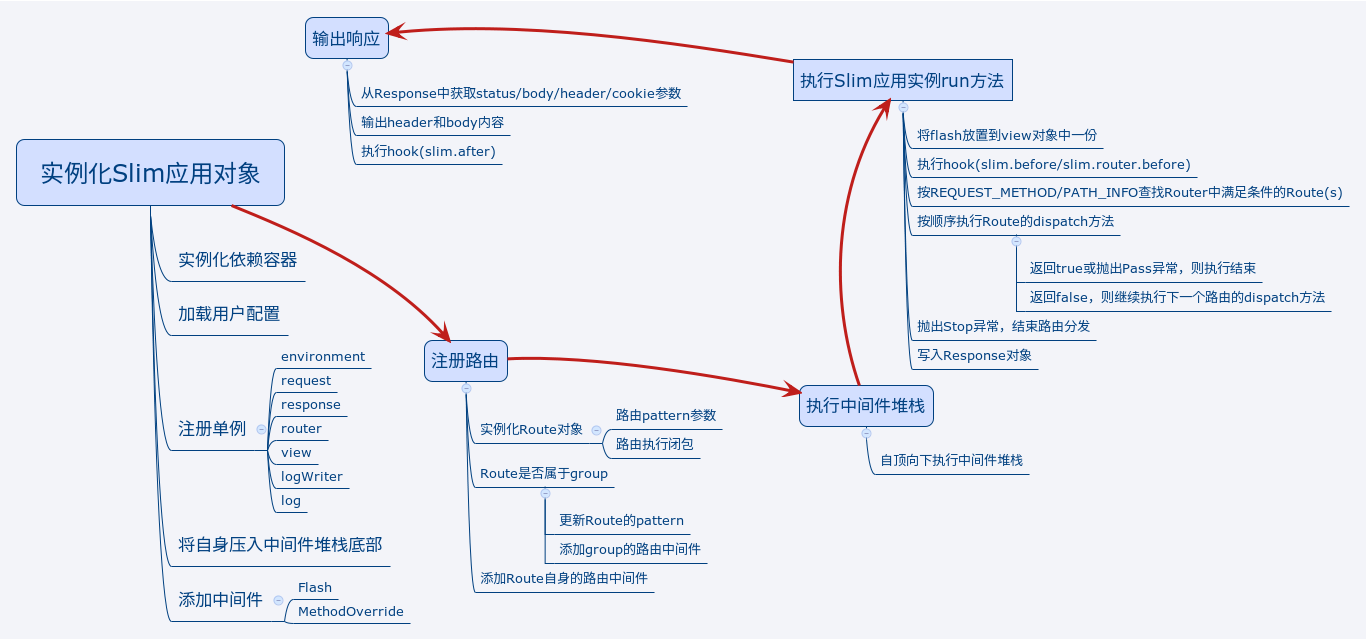 输出响应
从Response中获取status/body/header/cookie参数
输出header和body内容
执行hook(slim.after)
执行Slim应用实例run方法
将flash放置到view对象中一份
执行hook(slim.before/slim.router.before)
按REQUEST_METHOD/PATH_INFO查找Router中满足条件的Route(s)
按顺序执行Route的dispatch方法
返回true或抛出Pass异常，则执行结束
返回false，则继续执行下一个路由的dispatch方法
抛出Stop异常，结束路由分发
写入Response对象
实例化Slim应用对象
实例化依赖容器
加载用户配置
注册单例
environment
request
response
router
view
logWriter
log
将自身压入中间件堆栈底部
添加中间件
Flash
MethodOverride
注册路由
实例化Route对象
路由pattern参数
路由执行闭包
Route是否属于group
更新Route的pattern
添加group的路由中间件
添加Route自身的路由中间件
执行中间件堆栈
自顶向下执行中间件堆栈